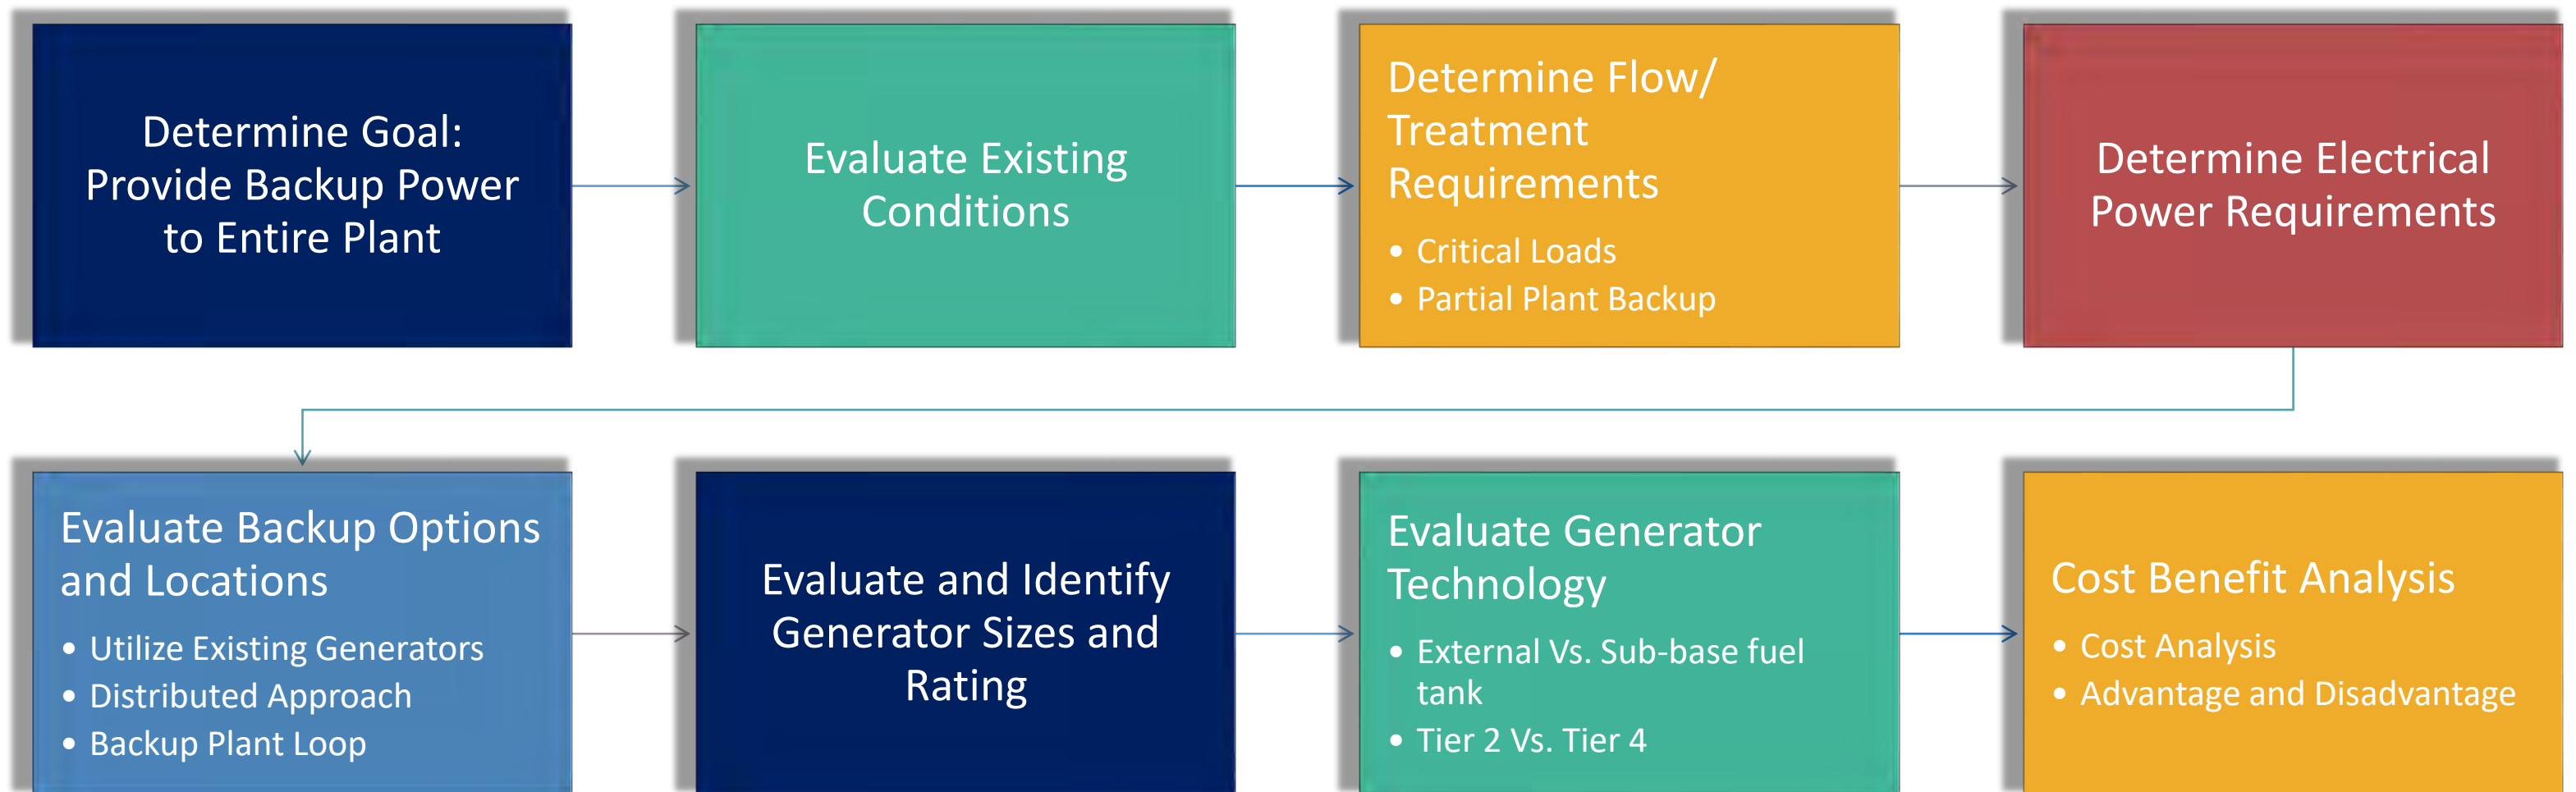 Determine Goal:
Provide Backup Power
to Entire Plant
Evaluate Existing
Conditions
Determine Flow/
Treatment
Requirements
• Critical Loads
• Partial Plant Backup
Determine Electrical
Power Requirements
Evaluate Backup Options
and Locations
• Utilize Existing Generators
• Distributed Approach
• Backup Plant Loop
Evaluate and Identify
Generator Sizes and
Rating
Evaluate Generator
Technology
• External Vs. Sub-base fuel
tank
• Tier 2 Vs. Tier 4
Cost Benefit Analysis
• Cost Analysis
• Advantage and Disadvantage